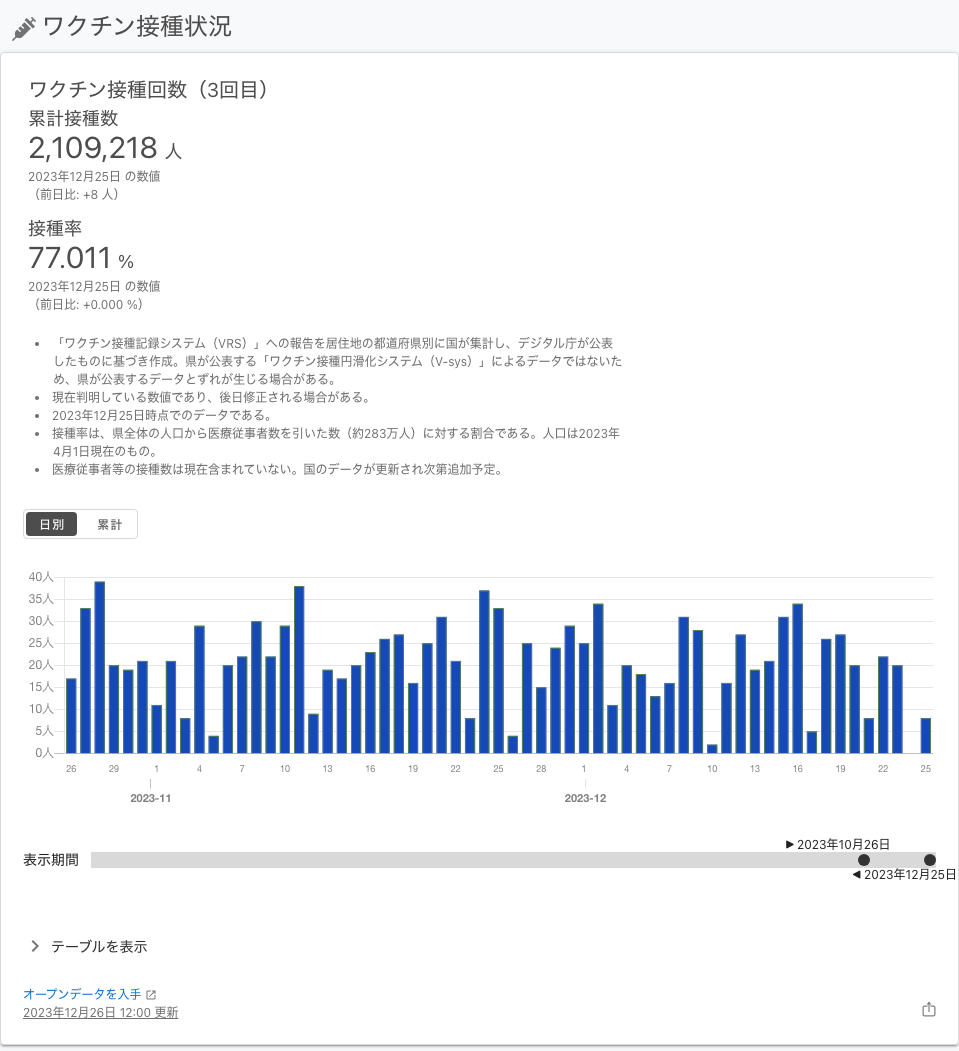 ワクチン接種状況
ワクチン接種回数（3回目）
累計接種数
2,109,218 人
2023年12月25日 の数値
（前日比: +8 人）
接種率
77.011 %
2023年12月25日 の数値
（前日比: +0.000 %）
「ワクチン接種記録システム（VRS）」への報告を居住地の都道府県別に国が集計し、デジタル庁が公表
したものに基づき作成。県が公表する「ワクチン接種円滑化システム（V-sys）」によるデータではないた
め、県が公表するデータとずれが生じる場合がある。
現在判明している数値であり、後日修正される場合がある。
2023年12月25日時点でのデータである。
接種率は、県全体の人口から医療従事者数を引いた数（約283万人）に対する割合である。人口は2023年
4月1日現在のもの。
医療従事者等の接種数は現在含まれていない。国のデータが更新され次第追加予定。
日別 累計
40人
35人
30人
25人
20人
15人
10人
5人
0人
26 29 1 4 7 10 13 16 19 22 25 28 1 4 7 10 13 16 19 22 25
2023-11 2023-12
▶ 2023年10月26日
表示期間
◀ 2023年12月25日
テーブルを表示
オープンデータを入手
2023年12月26日 12:00 更新